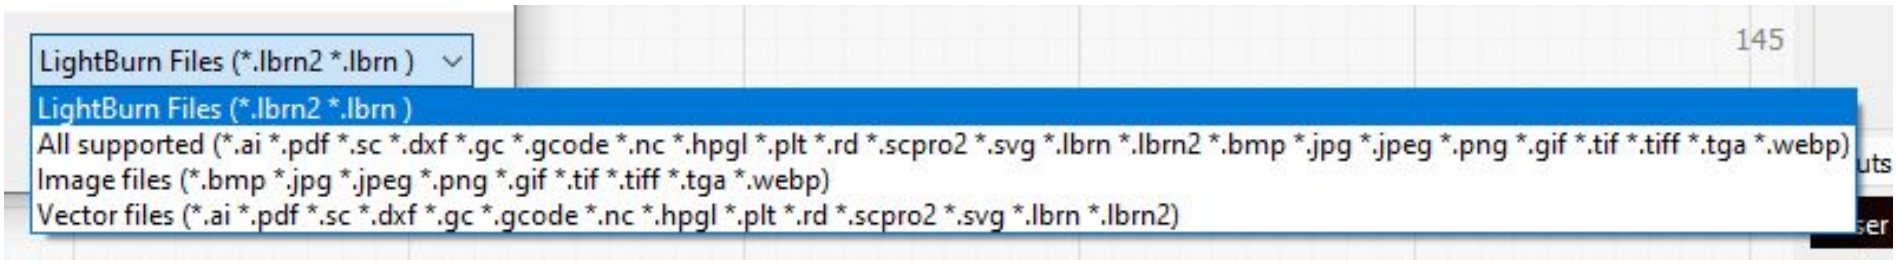 145
LightBurn Files (*.lbrn2 *.lbrn )
LightBurn Files (*.lbrn2 *.lbrn )
All supported (*.ai *.pdf *.sc *.dxf *.gc *.gcode *.nc *.hpgl *.plt *.rd *.scpro2 *.svg *.lbrn *.lbrn2 *.bmp *.jpg *.jpeg *.png *.gif *.tif *.tiff *.tga *.webp)
Image files (*.bmp *.jpg *.jpeg *.png *.gif *.tif *.tiff *.tga *.webp)
uts
Vector files (*.ai *.pdf *.sc *.dxf *.gc *.gcode *.nc *.hpgl *.plt *.rd *.scpro2 *.svg *.lbrn *.lbrn2)
ser